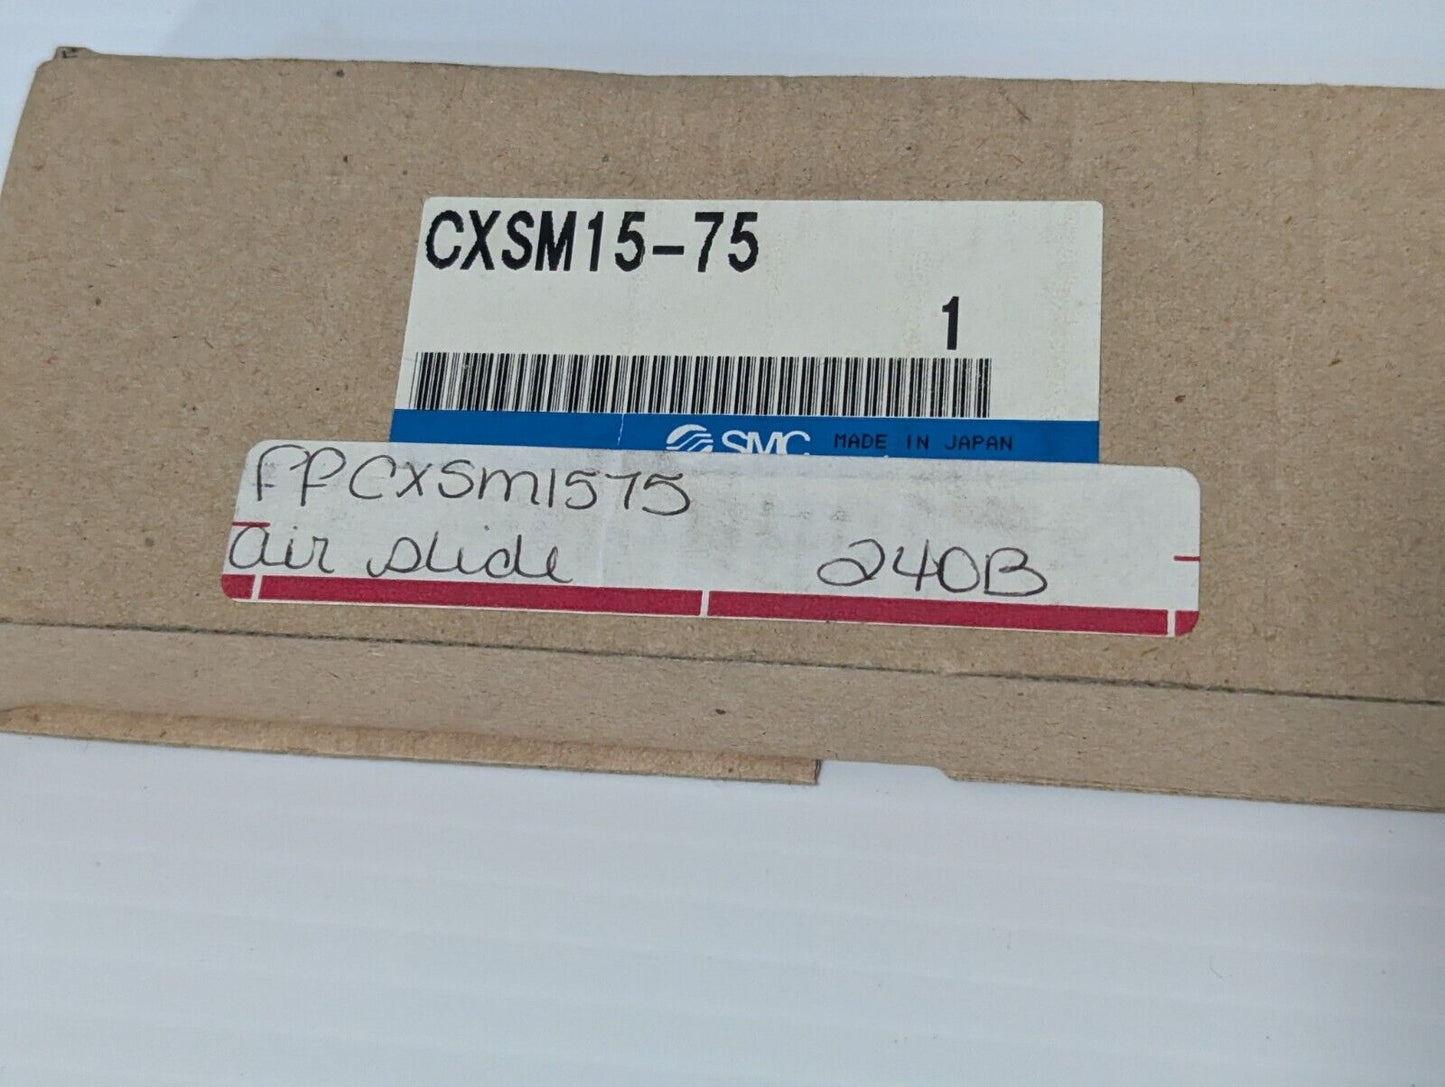 CXSM15-75
1
SMC MADE IN JAPAN
FPCXSM1575
air slide 240B